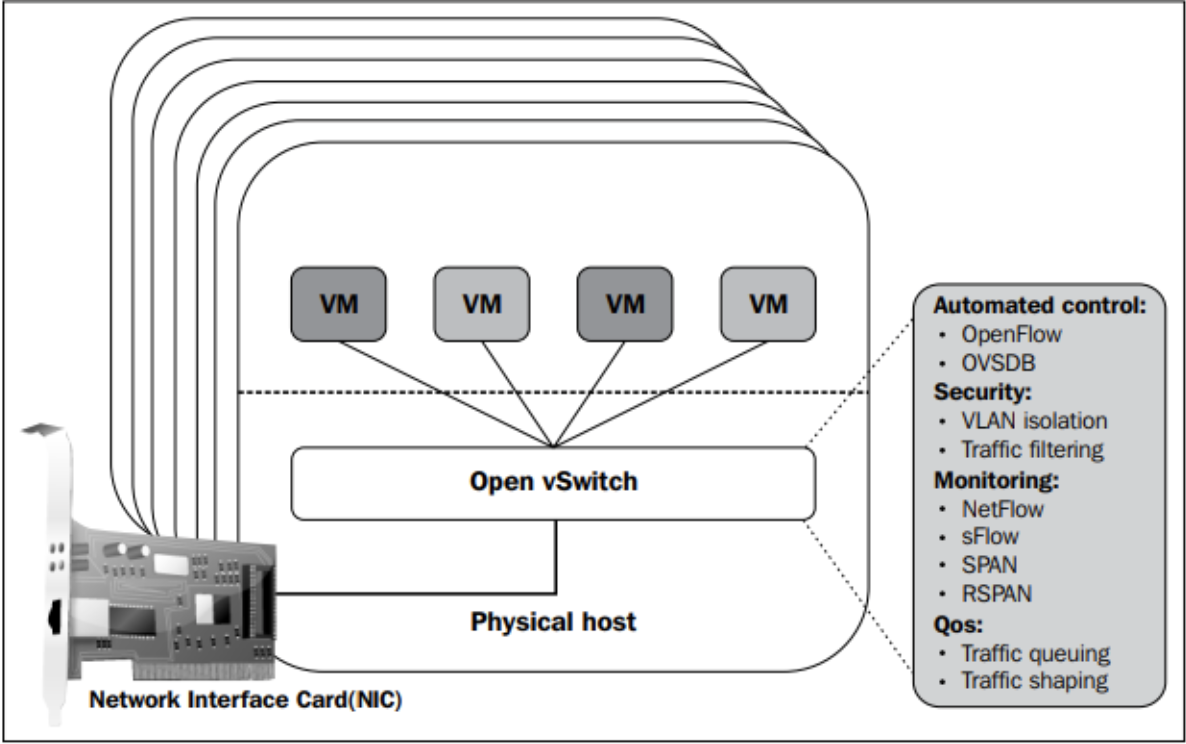 VM
VM
VM
VM
Open vSwitch
Physical host
Network Interface Card(NIC)
Automated control:
• OpenFlow
• OVSDB
Security:
• VLAN isolation
• Traffic filtering
Monitoring:
• NetFlow
• sFlow
• SPAN
• RSPAN
Qos:
• Traffic queuing
• Traffic shaping